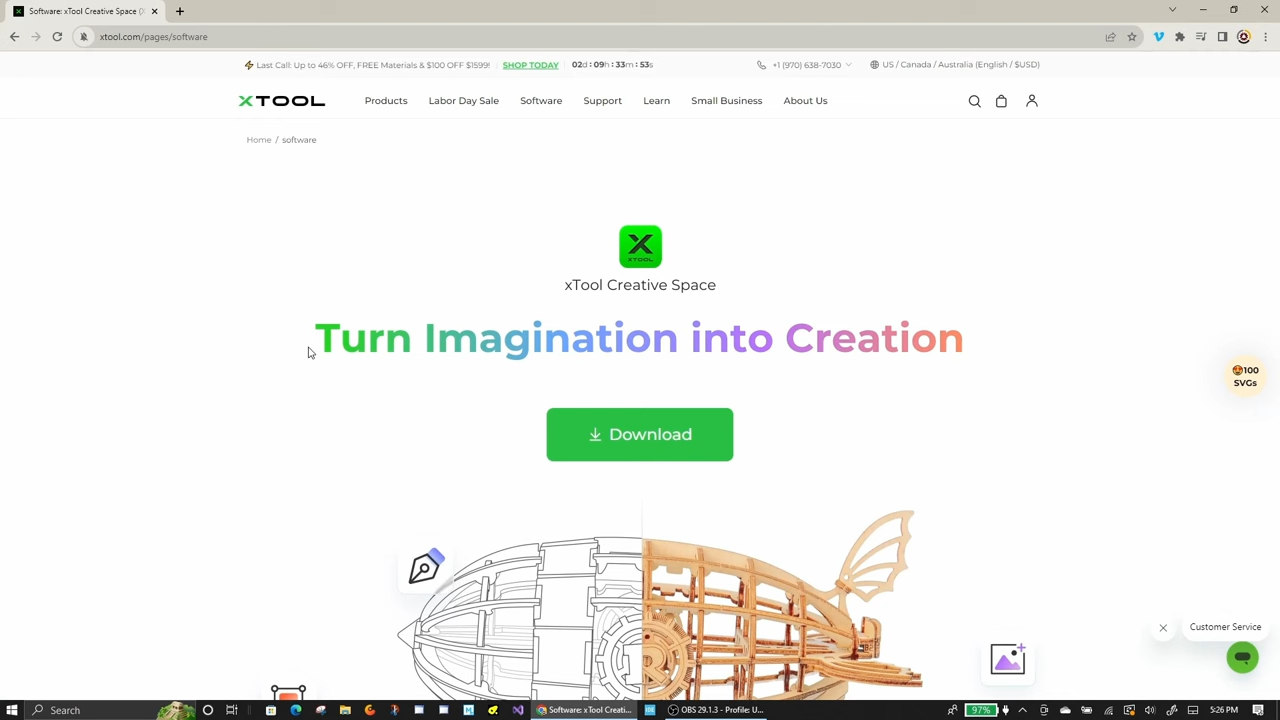 Software: xTool Creative Space (
xtool.com/pages/software
Last Call: Up to 46% OFF, FREE Materials & $100 OFF $1599!
SHOP TODAY
02d : 09h : 33m : 53s
+1 (970) 638-7030
US / Canada / Australia (English / $USD)
XTOOL
Products
Labor Day Sale
Software
Support
Learn
Small Business
About Us
Home / software
X
XTOOL
xTool Creative Space
Turn Imagination into Creation
Download
100
SVGs
Customer Service
Search
Software: xTool Creati...
OBS 29.1.3 - Profile: U...
97%
5:26 PM